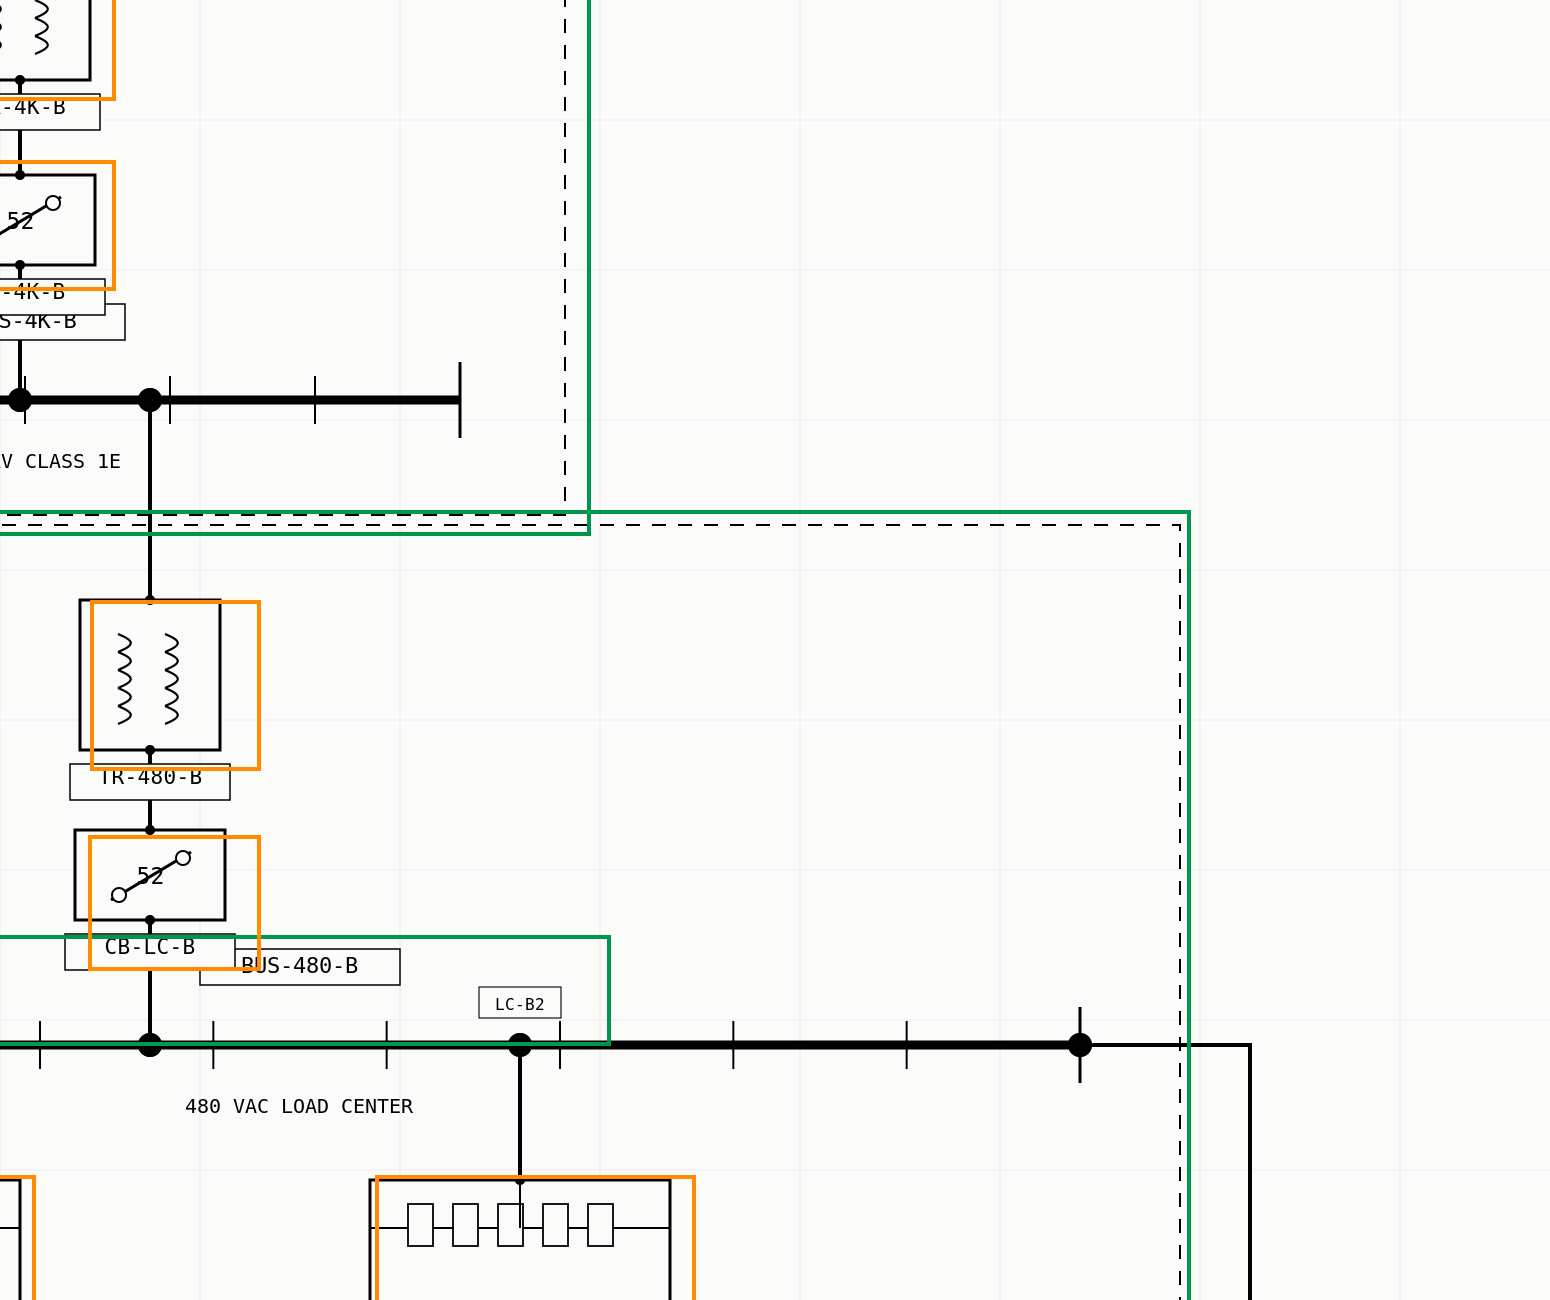 -4K-B
52
-4K-B
S-4K-B
V CLASS 1E
TR-480-B
52
CB-LC-B
BUS-480-B
LC-B2
480 VAC LOAD CENTER